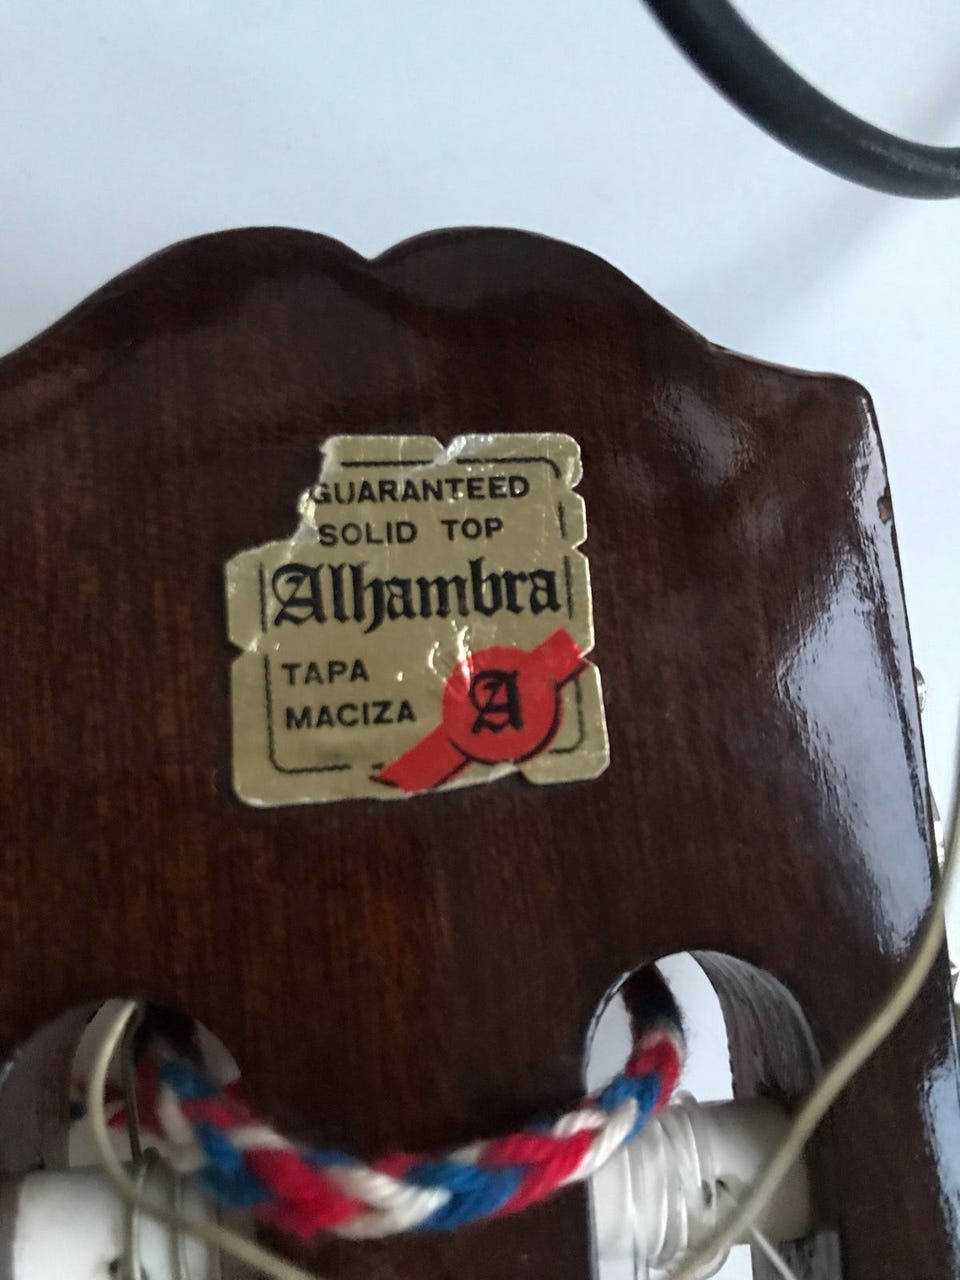 GUARANTEED
SOLID TOP
Alhambra
TAPA
MACIZA
A